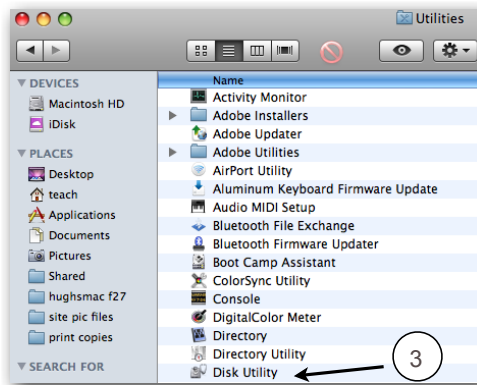 Utilities
Name
DEVICES
Macintosh HD
iDisk
PLACES
Desktop
teach
Applications
Documents
Pictures
Shared
hughsmac f27
site pic files
print copies
SEARCH FOR
Activity Monitor
Adobe Installers
Adobe Updater
Adobe Utilities
AirPort Utility
Aluminum Keyboard Firmware Update
Audio MIDI Setup
Bluetooth File Exchange
Bluetooth Firmware Updater
Boot Camp Assistant
ColorSync Utility
Console
DigitalColor Meter
Directory
Directory Utility
Disk Utility
3